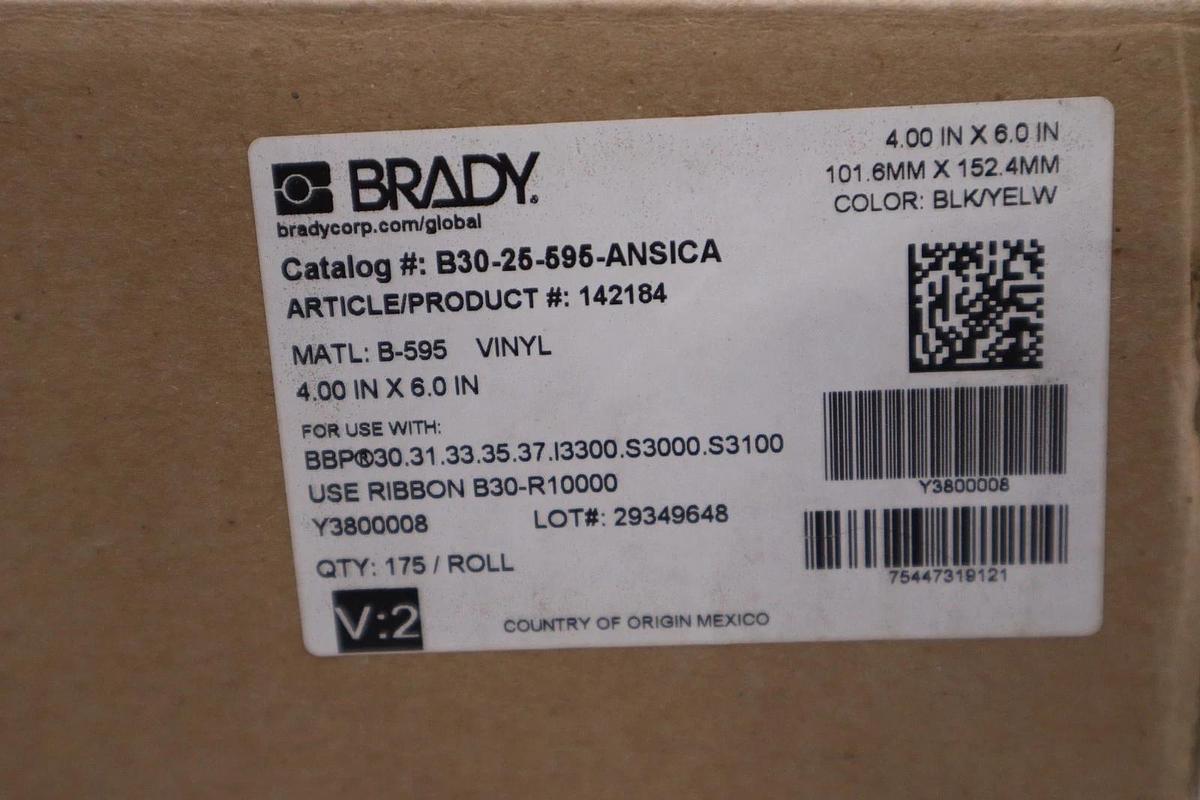 BRADY®
bradycorp.com/global
Catalog #: B30-25-595-ANSICA
ARTICLE/PRODUCT #: 142184
MATL: B-595 VINYL
4.00 IN X 6.0 IN
FOR USE WITH:
BBP®30.31.33.35.37.I3300.S3000.S3100
USE RIBBON B30-R10000
Y3800008 LOT#: 29349648
QTY: 175 / ROLL
V:2
COUNTRY OF ORIGIN MEXICO
4.00 IN X 6.0 IN
101.6MM X 152.4MM
COLOR: BLK/YELW
Y3800008
75447319121